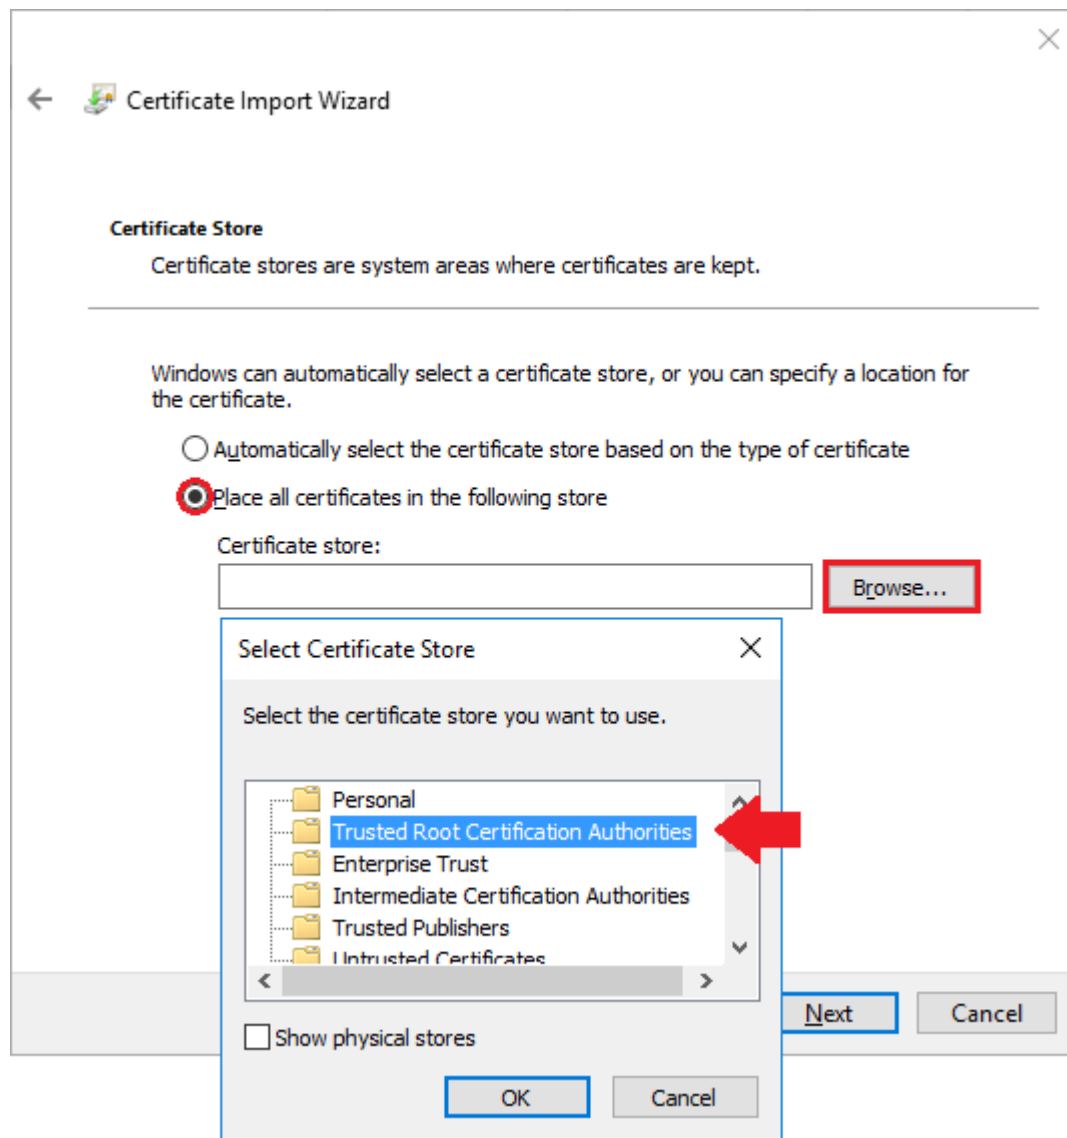 Certificate Import Wizard
Certificate Store
Certificate stores are system areas where certificates are kept.
Windows can automatically select a certificate store, or you can specify a location for
the certificate.
Automatically select the certificate store based on the type of certificate
Place all certificates in the following store
Certificate store:
Browse...
Select Certificate Store
Select the certificate store you want to use.
Personal
Trusted Root Certification Authorities
Enterprise Trust
Intermediate Certification Authorities
Trusted Publishers
Untrusted Certificates
Show physical stores
OK
Cancel
Next
Cancel